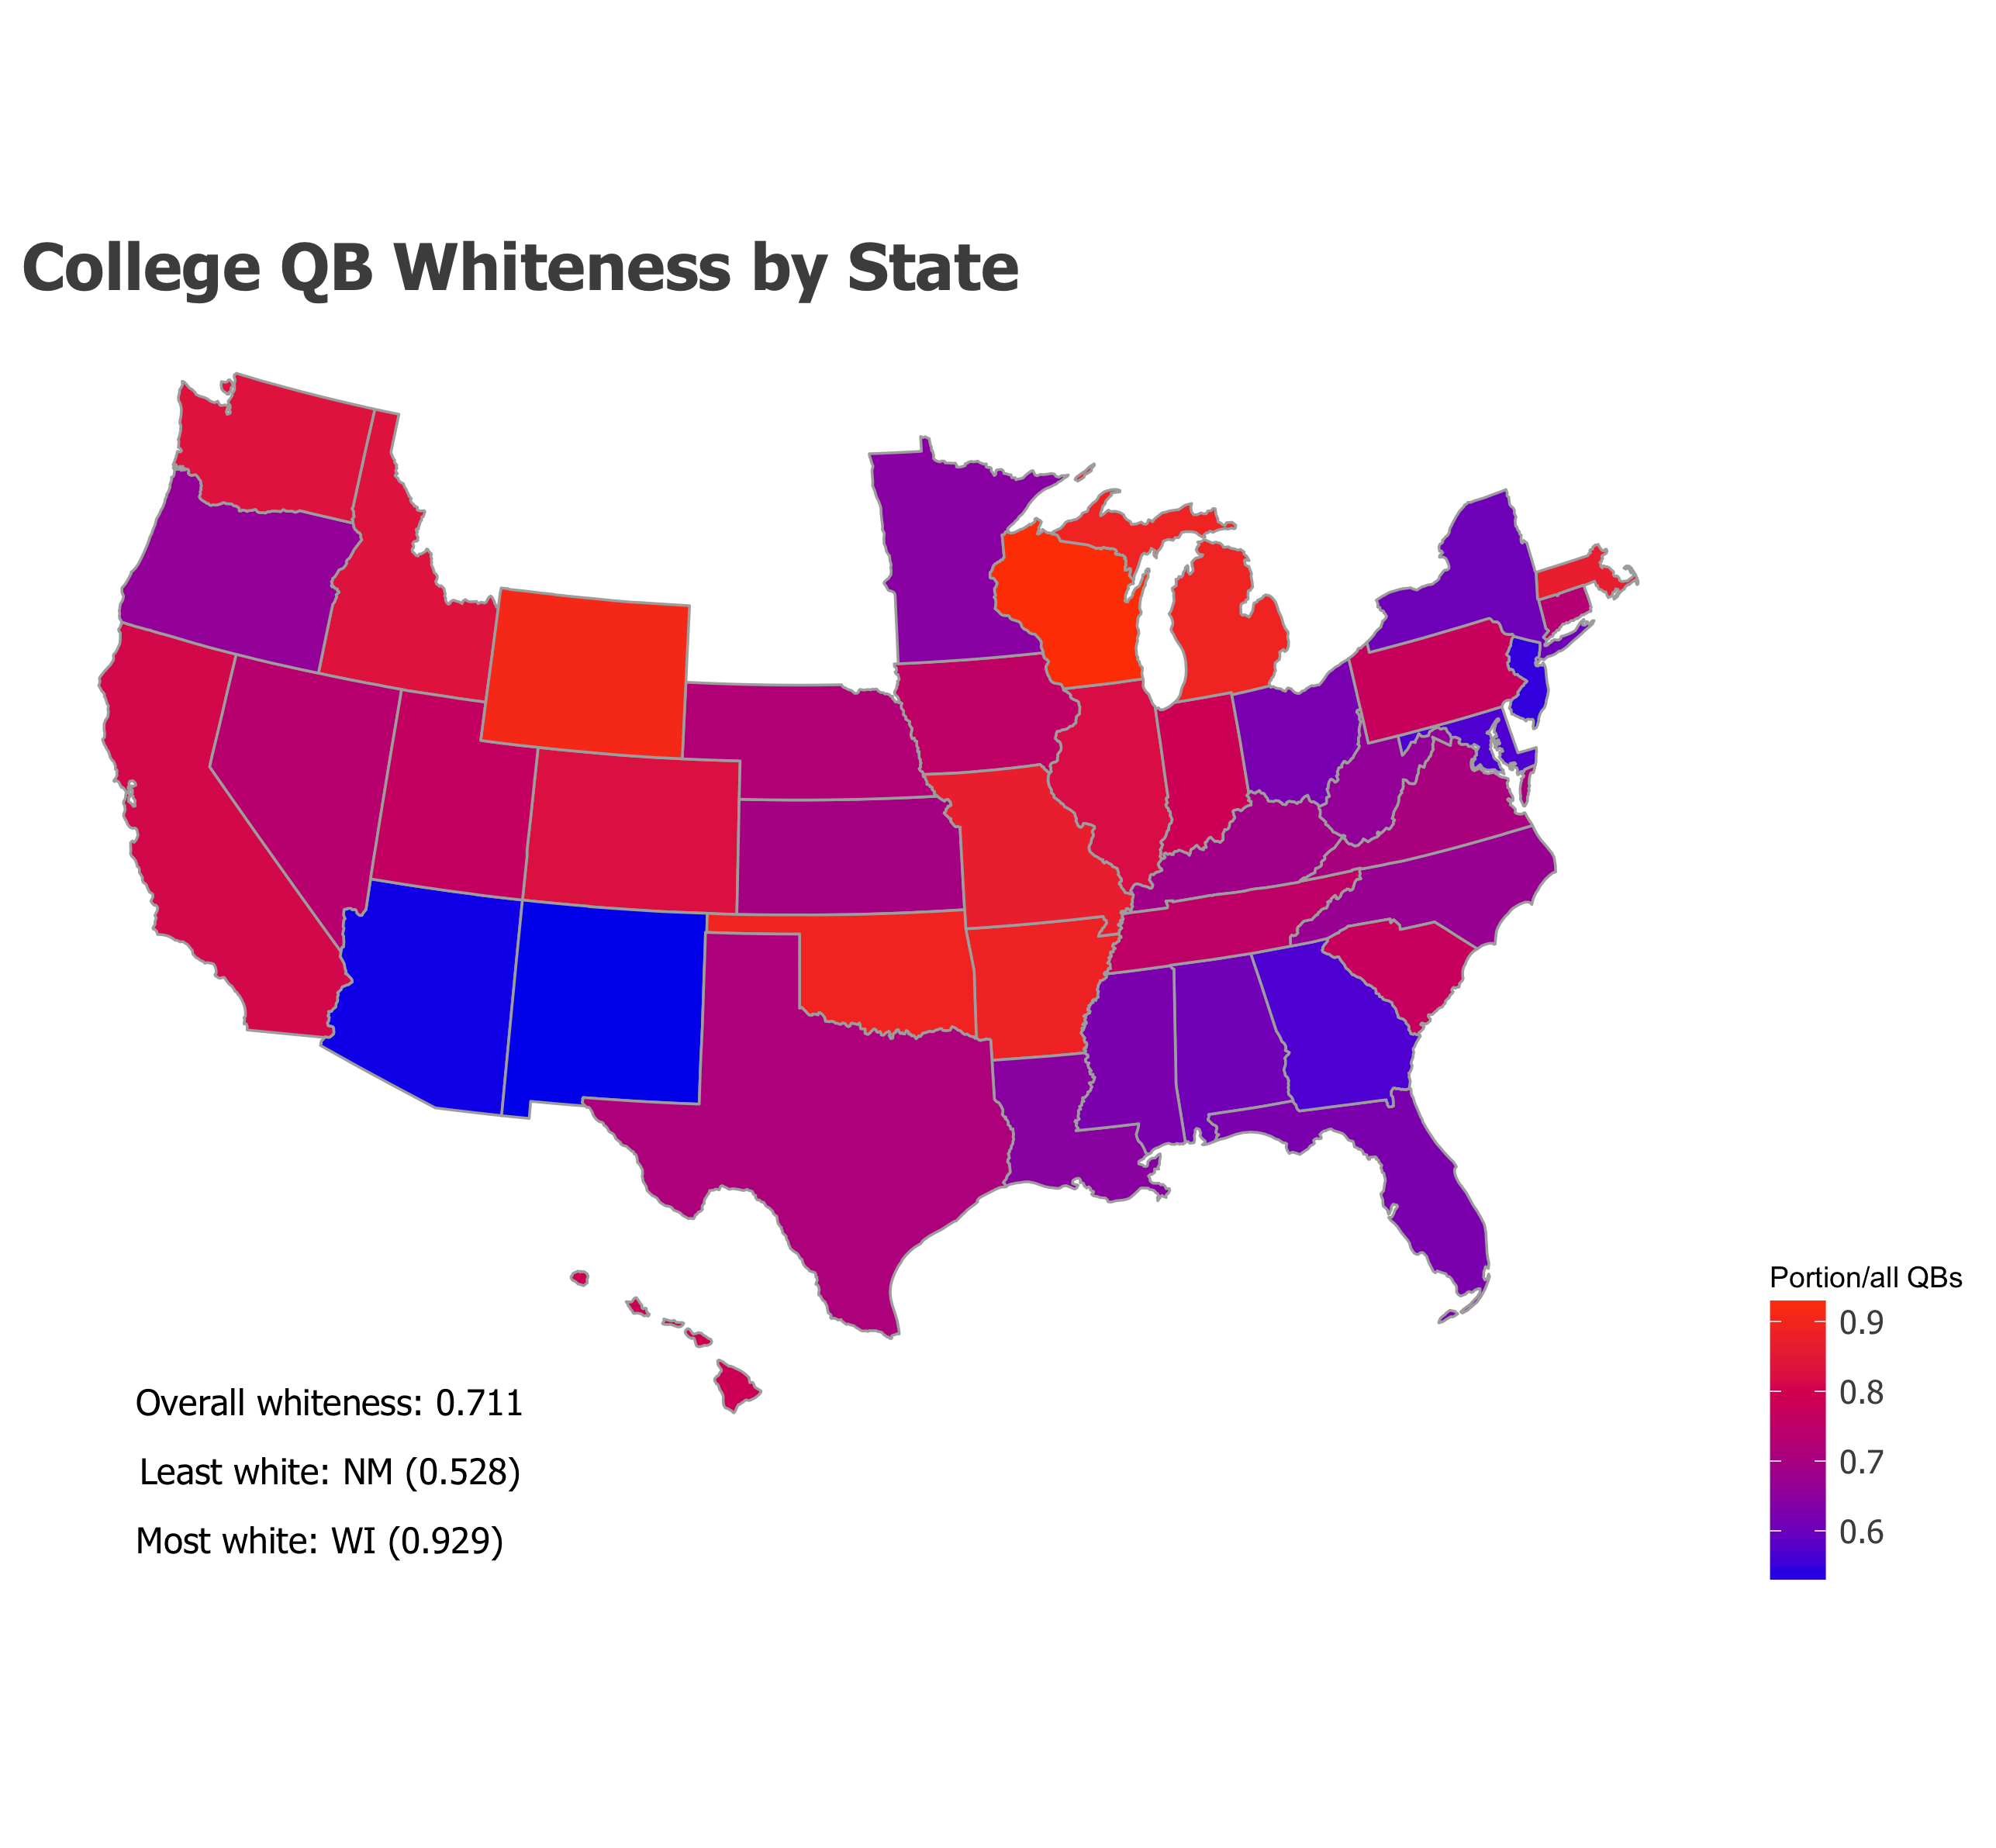 College QB Whiteness by State
Portion/all QBs
0.9
0.8
0.7
0.6
Overall whiteness: 0.711
Least white: NM (0.528)
Most white: WI (0.929)